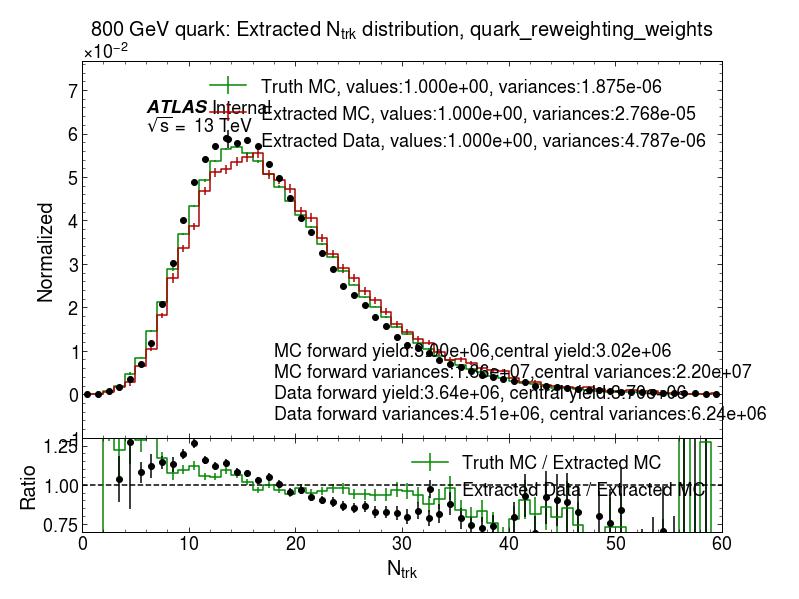 800 GeV quark: Extracted Ntrk distribution, quark_reweighting_weights
×10−2
Truth MC, values:1.000e+00, variances:1.875e-06
ATLAS Internal
Extracted MC, values:1.000e+00, variances:2.768e-05
√s = 13 TeV
Extracted Data, values:1.000e+00, variances:4.787e-06
Normalized
7
6
5
4
3
2
1
0
MC forward yield:3.00e+06,central yield:3.02e+06
MC forward variances: e+07,central variances:2.20e+07
Data forward yield:3.64e+06, central
Data forward variances:4.51e+06, central variances:6.24e+06
Ratio
1.25
1.00
0.75
Truth MC / Extracted MC
Extracted Data / Extracted MC
0 10 20 30 40 50 60
Ntrk